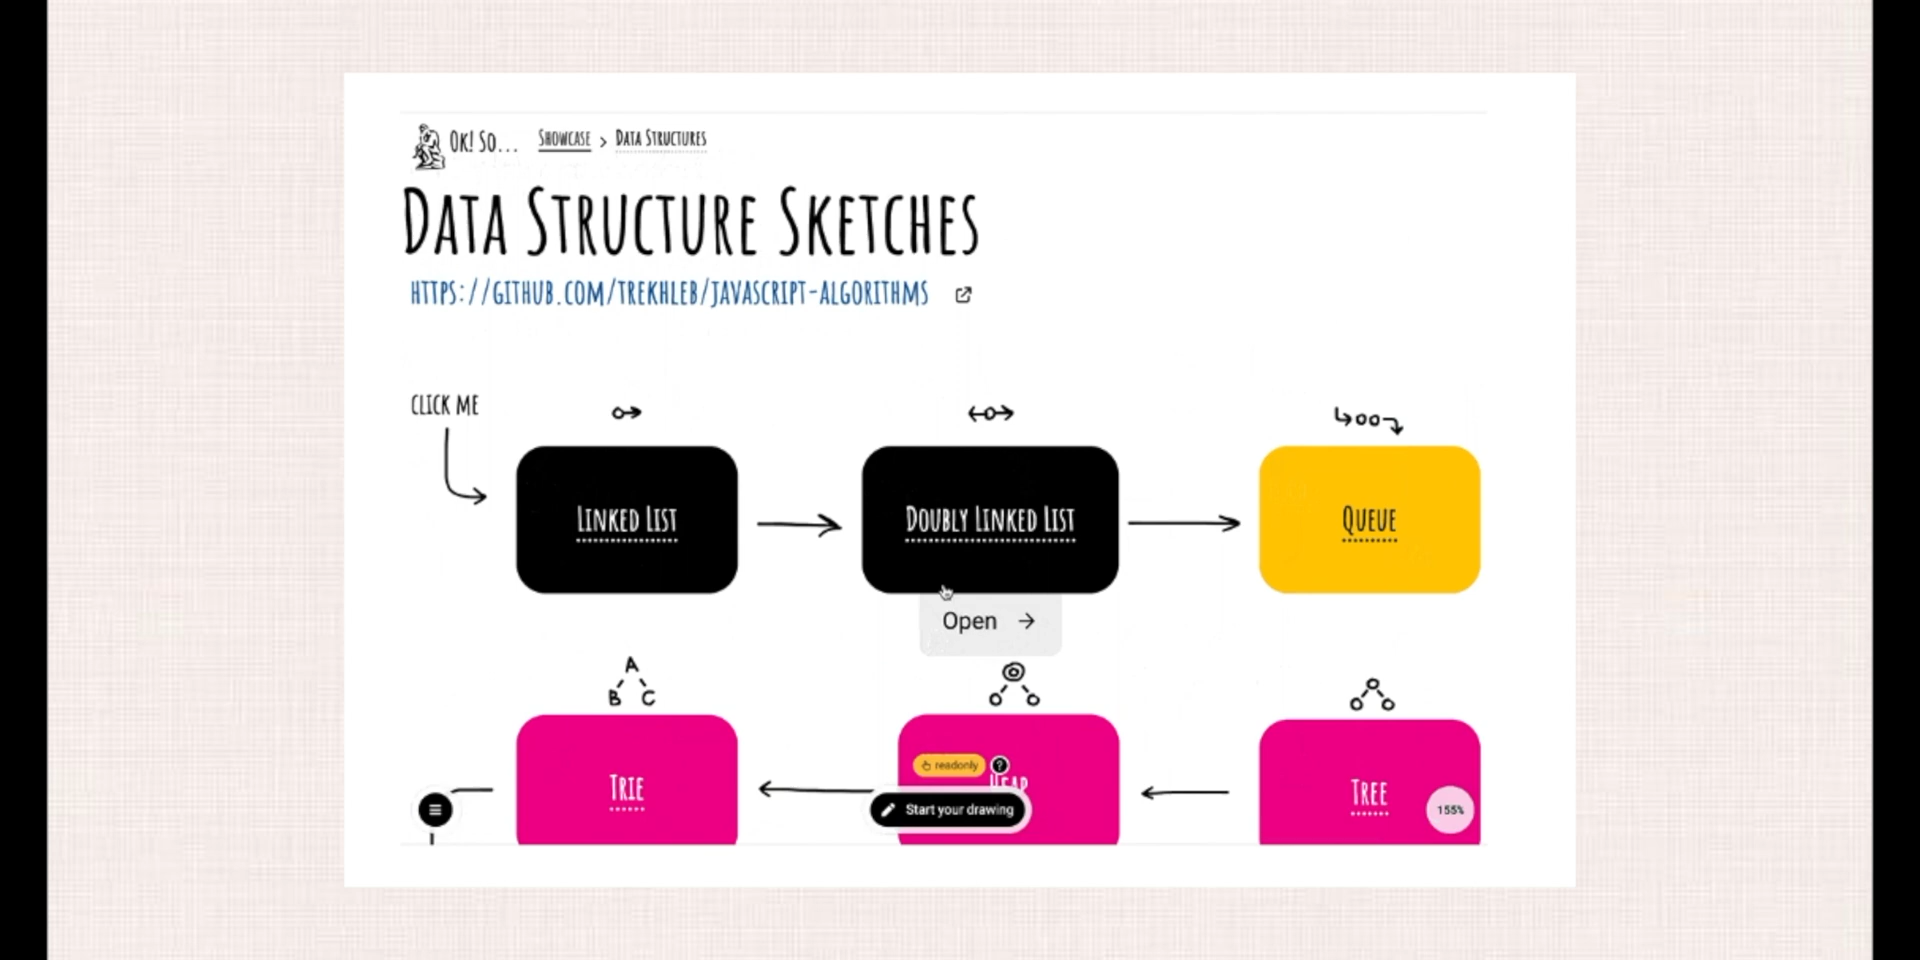 OK! SO... SHOWCASE > DATA STRUCTURES
DATA STRUCTURE SKETCHES
HTTPS://GITHUB.COM/TREKHLEB/JAVASCRIPT-ALGORITHMS
CLICK ME
LINKED LIST
DOUBLY LINKED LIST
QUEUE
Open
A
B C
TRIE
readonly ?
HEAP
TREE
Start your drawing
155%